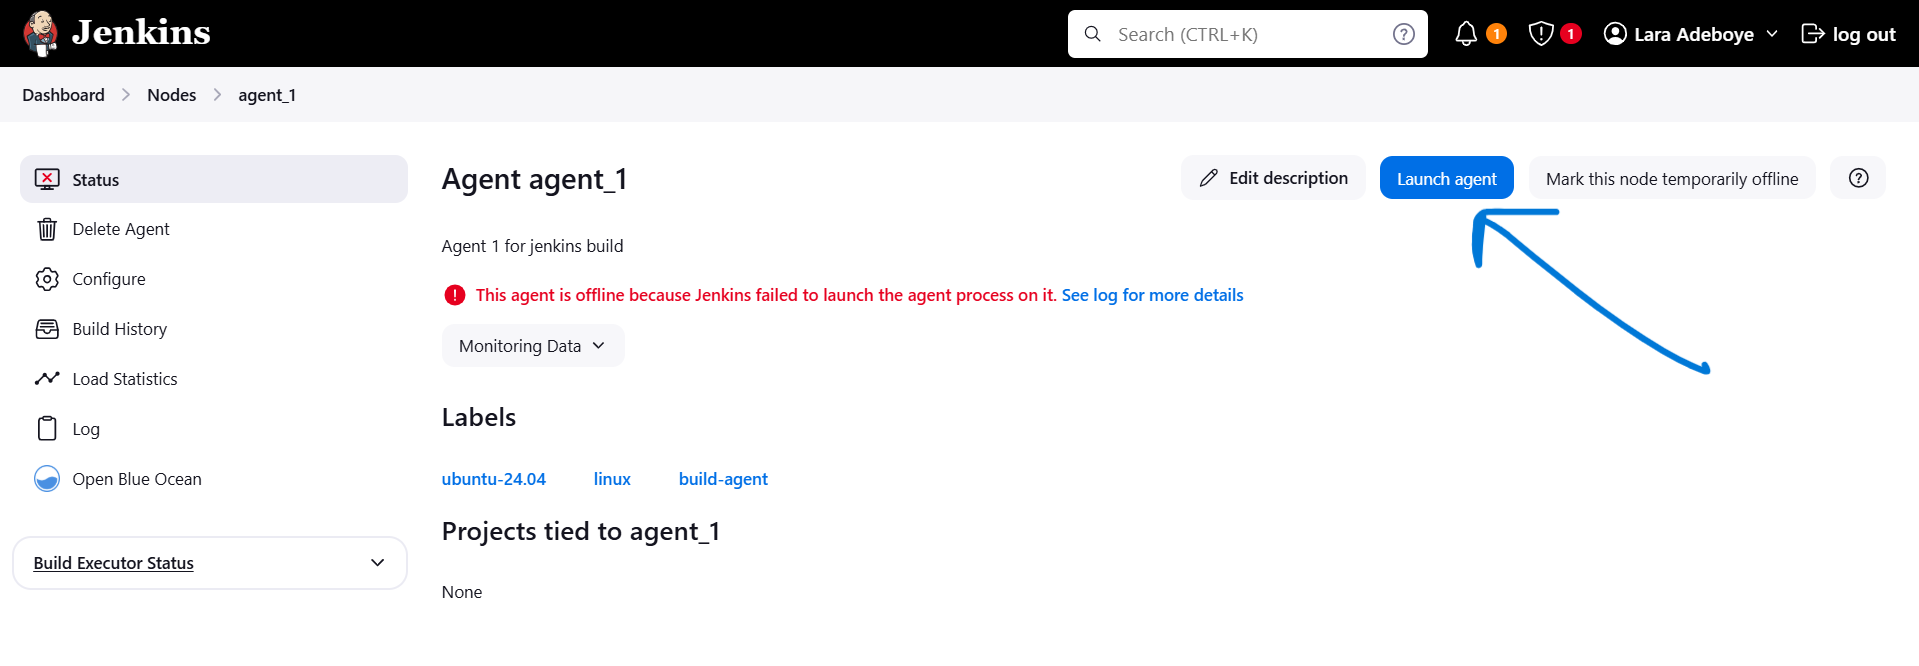 Jenkins
Search (CTRL+K)
?
1
1
Lara Adeboye
log out
Dashboard
Nodes
agent_1
Status
Delete Agent
Configure
Build History
Load Statistics
Log
Open Blue Ocean
Build Executor Status
Agent agent_1
Edit description
Launch agent
Mark this node temporarily offline
?
Agent 1 for jenkins build
This agent is offline because Jenkins failed to launch the agent process on it. See log for more details
Monitoring Data
Labels
ubuntu-24.04 linux build-agent
Projects tied to agent_1
None